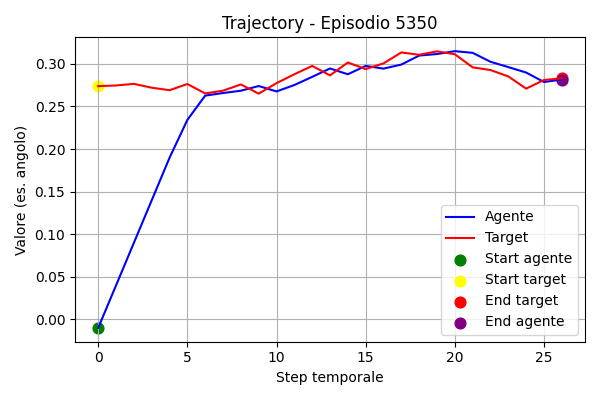 Trajectory - Episodio 5350
Valore (es. angolo)
0.30
0.25
0.20
0.15
0.10
0.05
0.00
Agente
Target
Start agente
Start target
End target
End agente
0 5 10 15 20 25
Step temporale